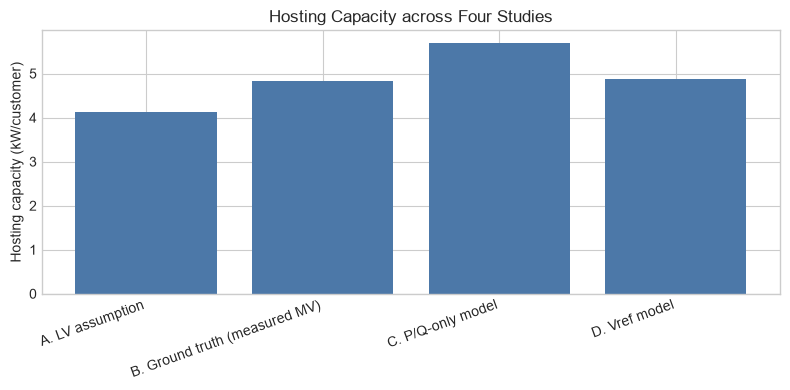 Hosting Capacity across Four Studies
Hosting capacity (kW/customer)
5
4
3
2
1
0
A. LV assumption
B. Ground truth (measured MV)
C. P/Q-only model
D. Vref model